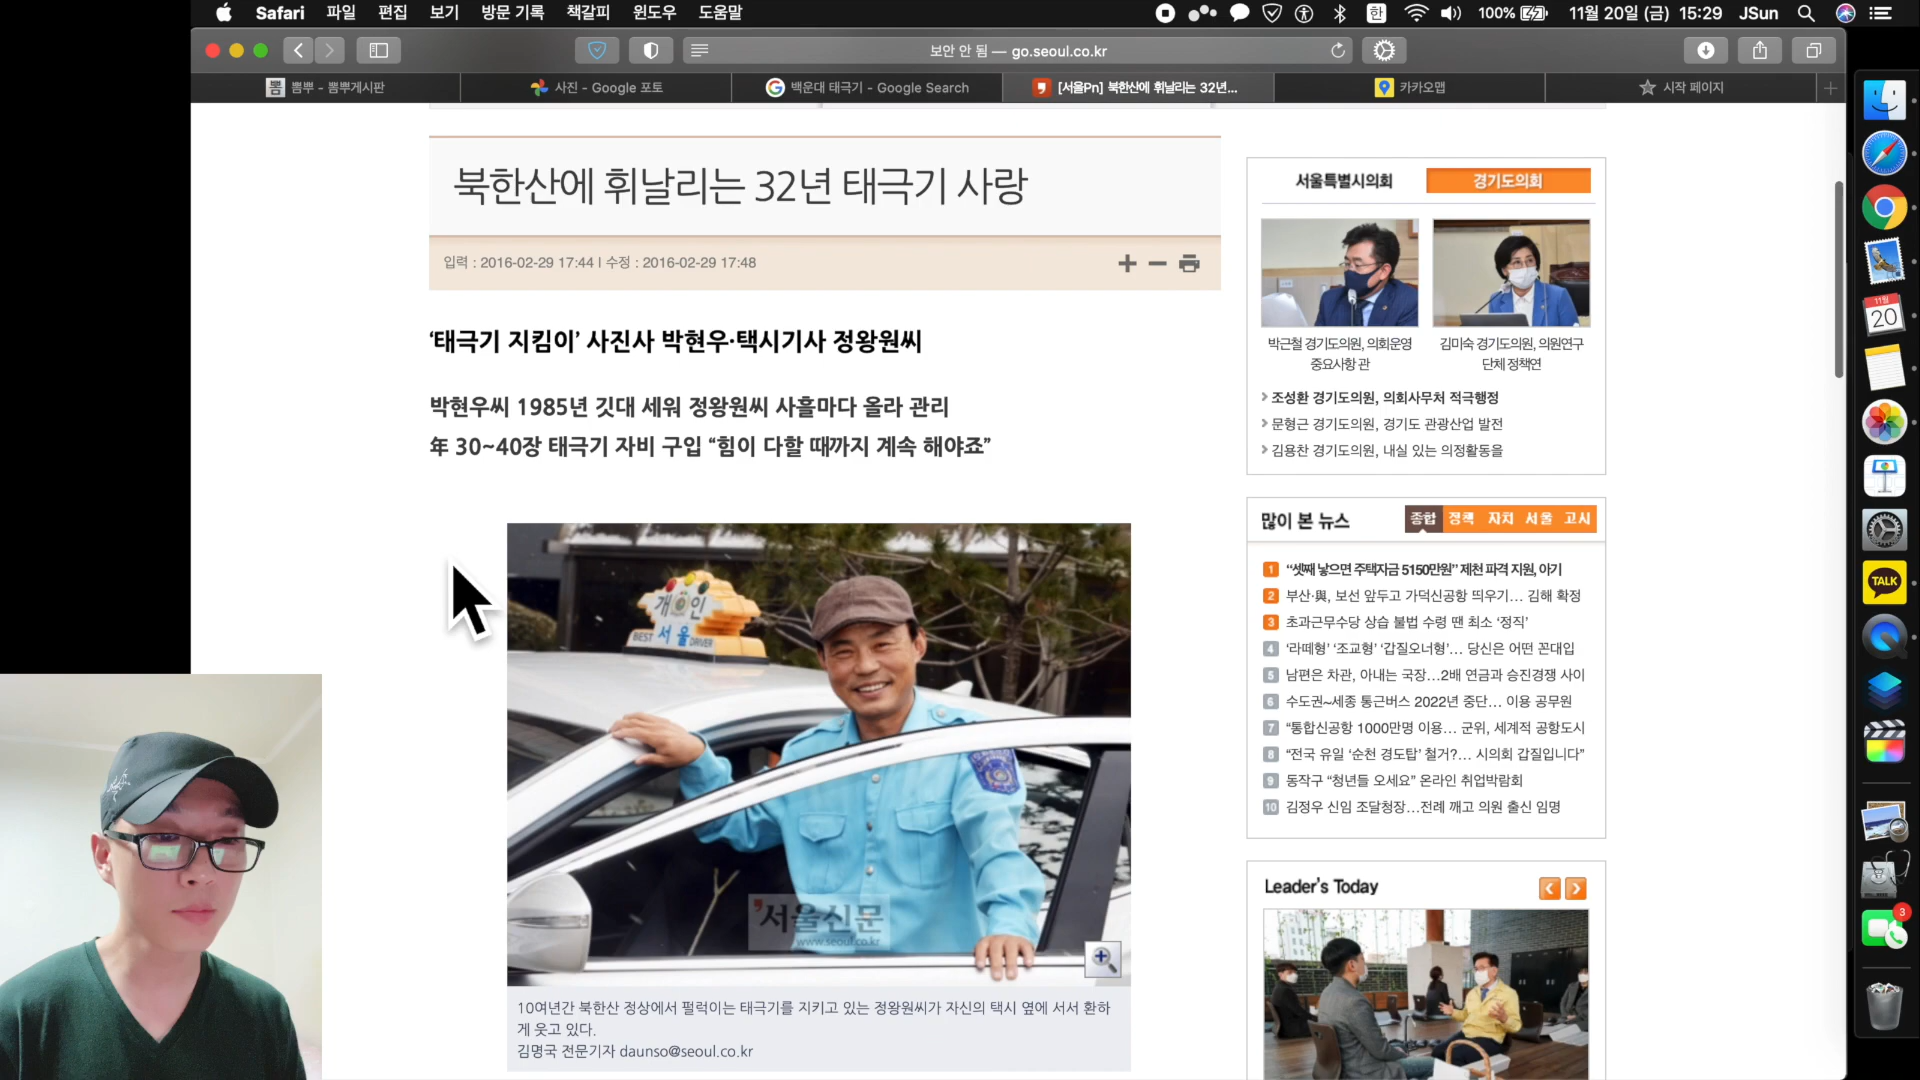 Safari 파일 편집 보기 방문 기록 책갈피 윈도우 도움말
한 100% 11월 20일 (금) 15:29 JSun
보안 안 됨 — go.seoul.co.kr
뽐 뽐뿌 - 뽐뿌게시판
사진 - Google 포토
백운대 태극기 - Google Search
[서울Pn] 북한산에 휘날리는 32년...
카카오맵
시작 페이지
북한산에 휘날리는 32년 태극기 사랑
입력 : 2016-02-29 17:44 l 수정 : 2016-02-29 17:48
‘태극기 지킴이’ 사진사 박현우·택시기사 정왕원씨
박현우씨 1985년 깃대 세워 정왕원씨 사흘마다 올라 관리
年 30~40장 태극기 자비 구입 “힘이 다할 때까지 계속 해야죠”
개인
BEST 서울 DRIVER
서울신문
www.seoul.co.kr
10여년간 북한산 정상에서 펄럭이는 태극기를 지키고 있는 정왕원씨가 자신의 택시 옆에 서서 환하
게 웃고 있다.
김명국 전문기자 daunso@seoul.co.kr
서울특별시의회 경기도의회
박근철 경기도의원, 의회운영
중요사항 관
김미숙 경기도의원, 의원연구
단체 정책연
조성환 경기도의원, 의회사무처 적극행정
문형근 경기도의원, 경기도 관광산업 발전
김용찬 경기도의원, 내실 있는 의정활동을
많이 본 뉴스 종합 정책 자치 서울 고시
1 “셋째 낳으면 주택자금 5150만원” 제천 파격 지원, 아기
2 부산·與, 보선 앞두고 가덕신공항 띄우기… 김해 확정
3 초과근무수당 상습 불법 수령 땐 최소 ‘정직’
4 ‘라떼형’ ‘조교형’ ‘갑질오너형’… 당신은 어떤 꼰대입
5 남편은 차관, 아내는 국장…2배 연금과 승진경쟁 사이
6 수도권~세종 통근버스 2022년 중단… 이용 공무원
7 “통합신공항 1000만명 이용… 군위, 세계적 공항도시
8 “전국 유일 ‘순천 경도탑’ 철거?… 시의회 갑질입니다”
9 동작구 “청년들 오세요” 온라인 취업박람회
10 김정우 신임 조달청장…전례 깨고 의원 출신 임명
Leader's Today
11월
20
TALK
3